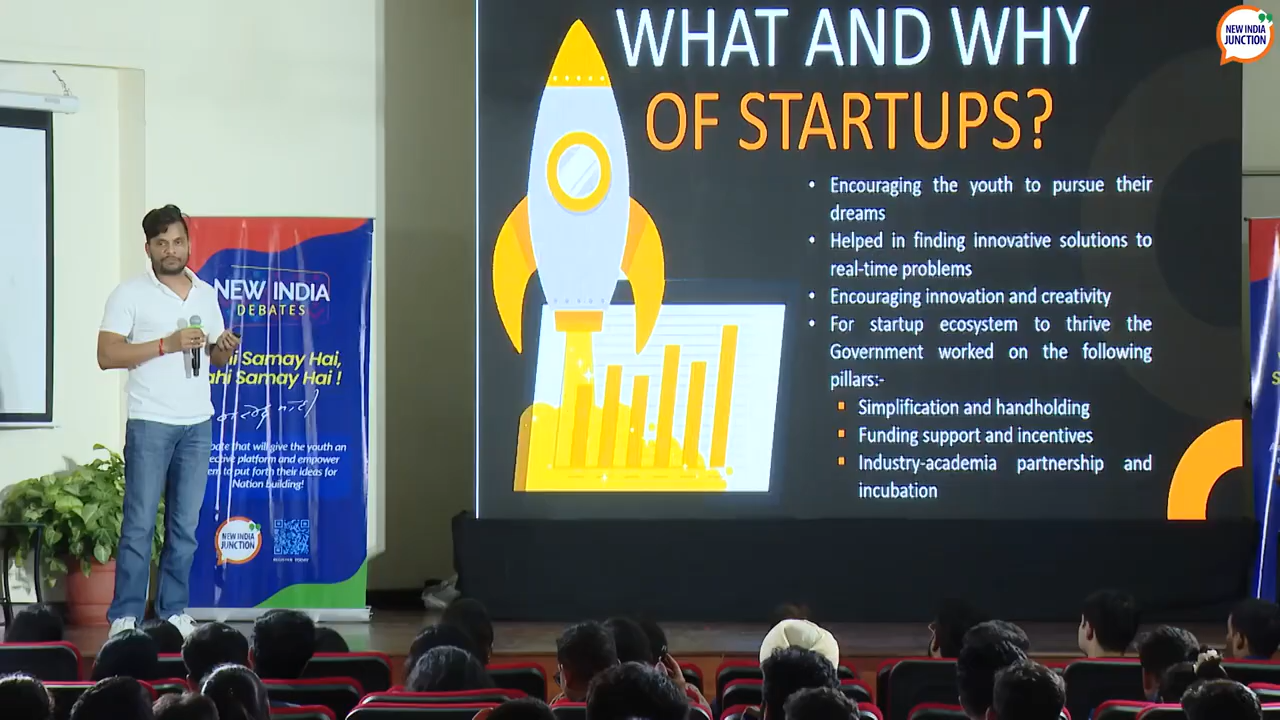 WHAT AND WHY
OF STARTUPS?
• Encouraging the youth to pursue their
dreams
• Helped in finding innovative solutions to
real-time problems
• Encouraging innovation and creativity
• For startup ecosystem to thrive the
Government worked on the following
pillars:-
Simplification and handholding
Funding support and incentives
Industry-academia partnership and
incubation
NEW INDIA
JUNCTION
NEW INDIA
DEBATES
Samay Hai,
Samay Hai !
that will give the youth an
platform and empower
to put forth their ideas for
Nation building!
NEW INDIA
JUNCTION